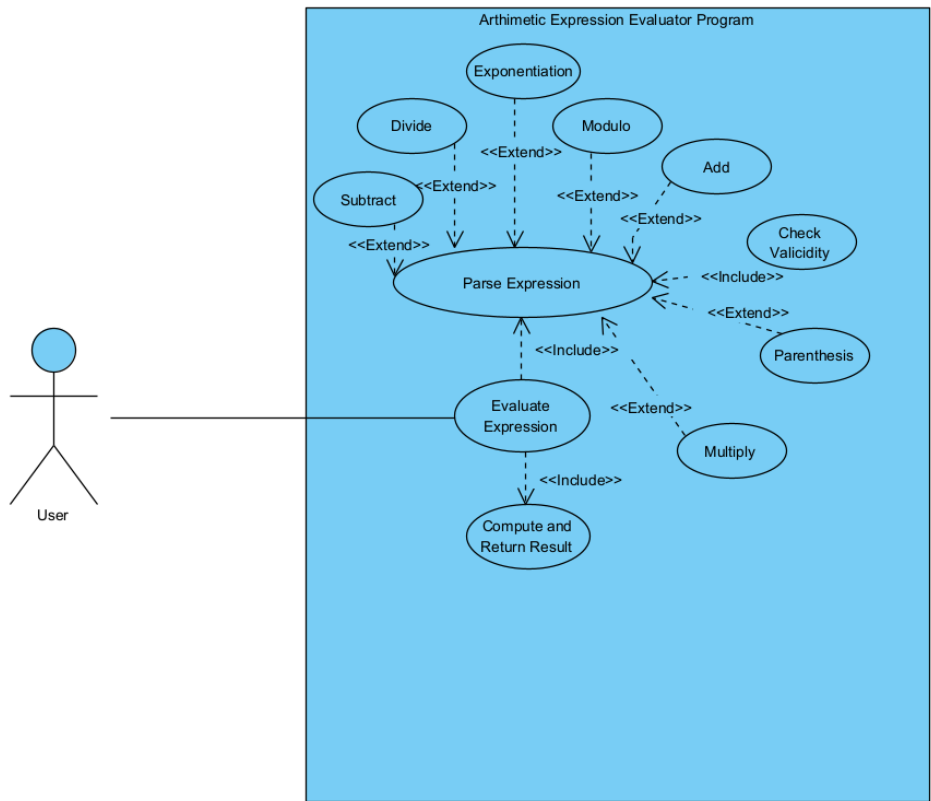 Arthimetic Expression Evaluator Program
Exponentiation
Divide
Modulo
<<Extend>>
Add
<<Extend>>
<<Extend>>
Subtract
<<Extend>>
Check
Validicity
<<Extend>>
<<Include>>
Parse Expression
<<Extend>>
<<Include>>
Parenthesis
Evaluate
Expression
<<Extend>>
Multiply
<<Include>>
User
Compute and
Return Result